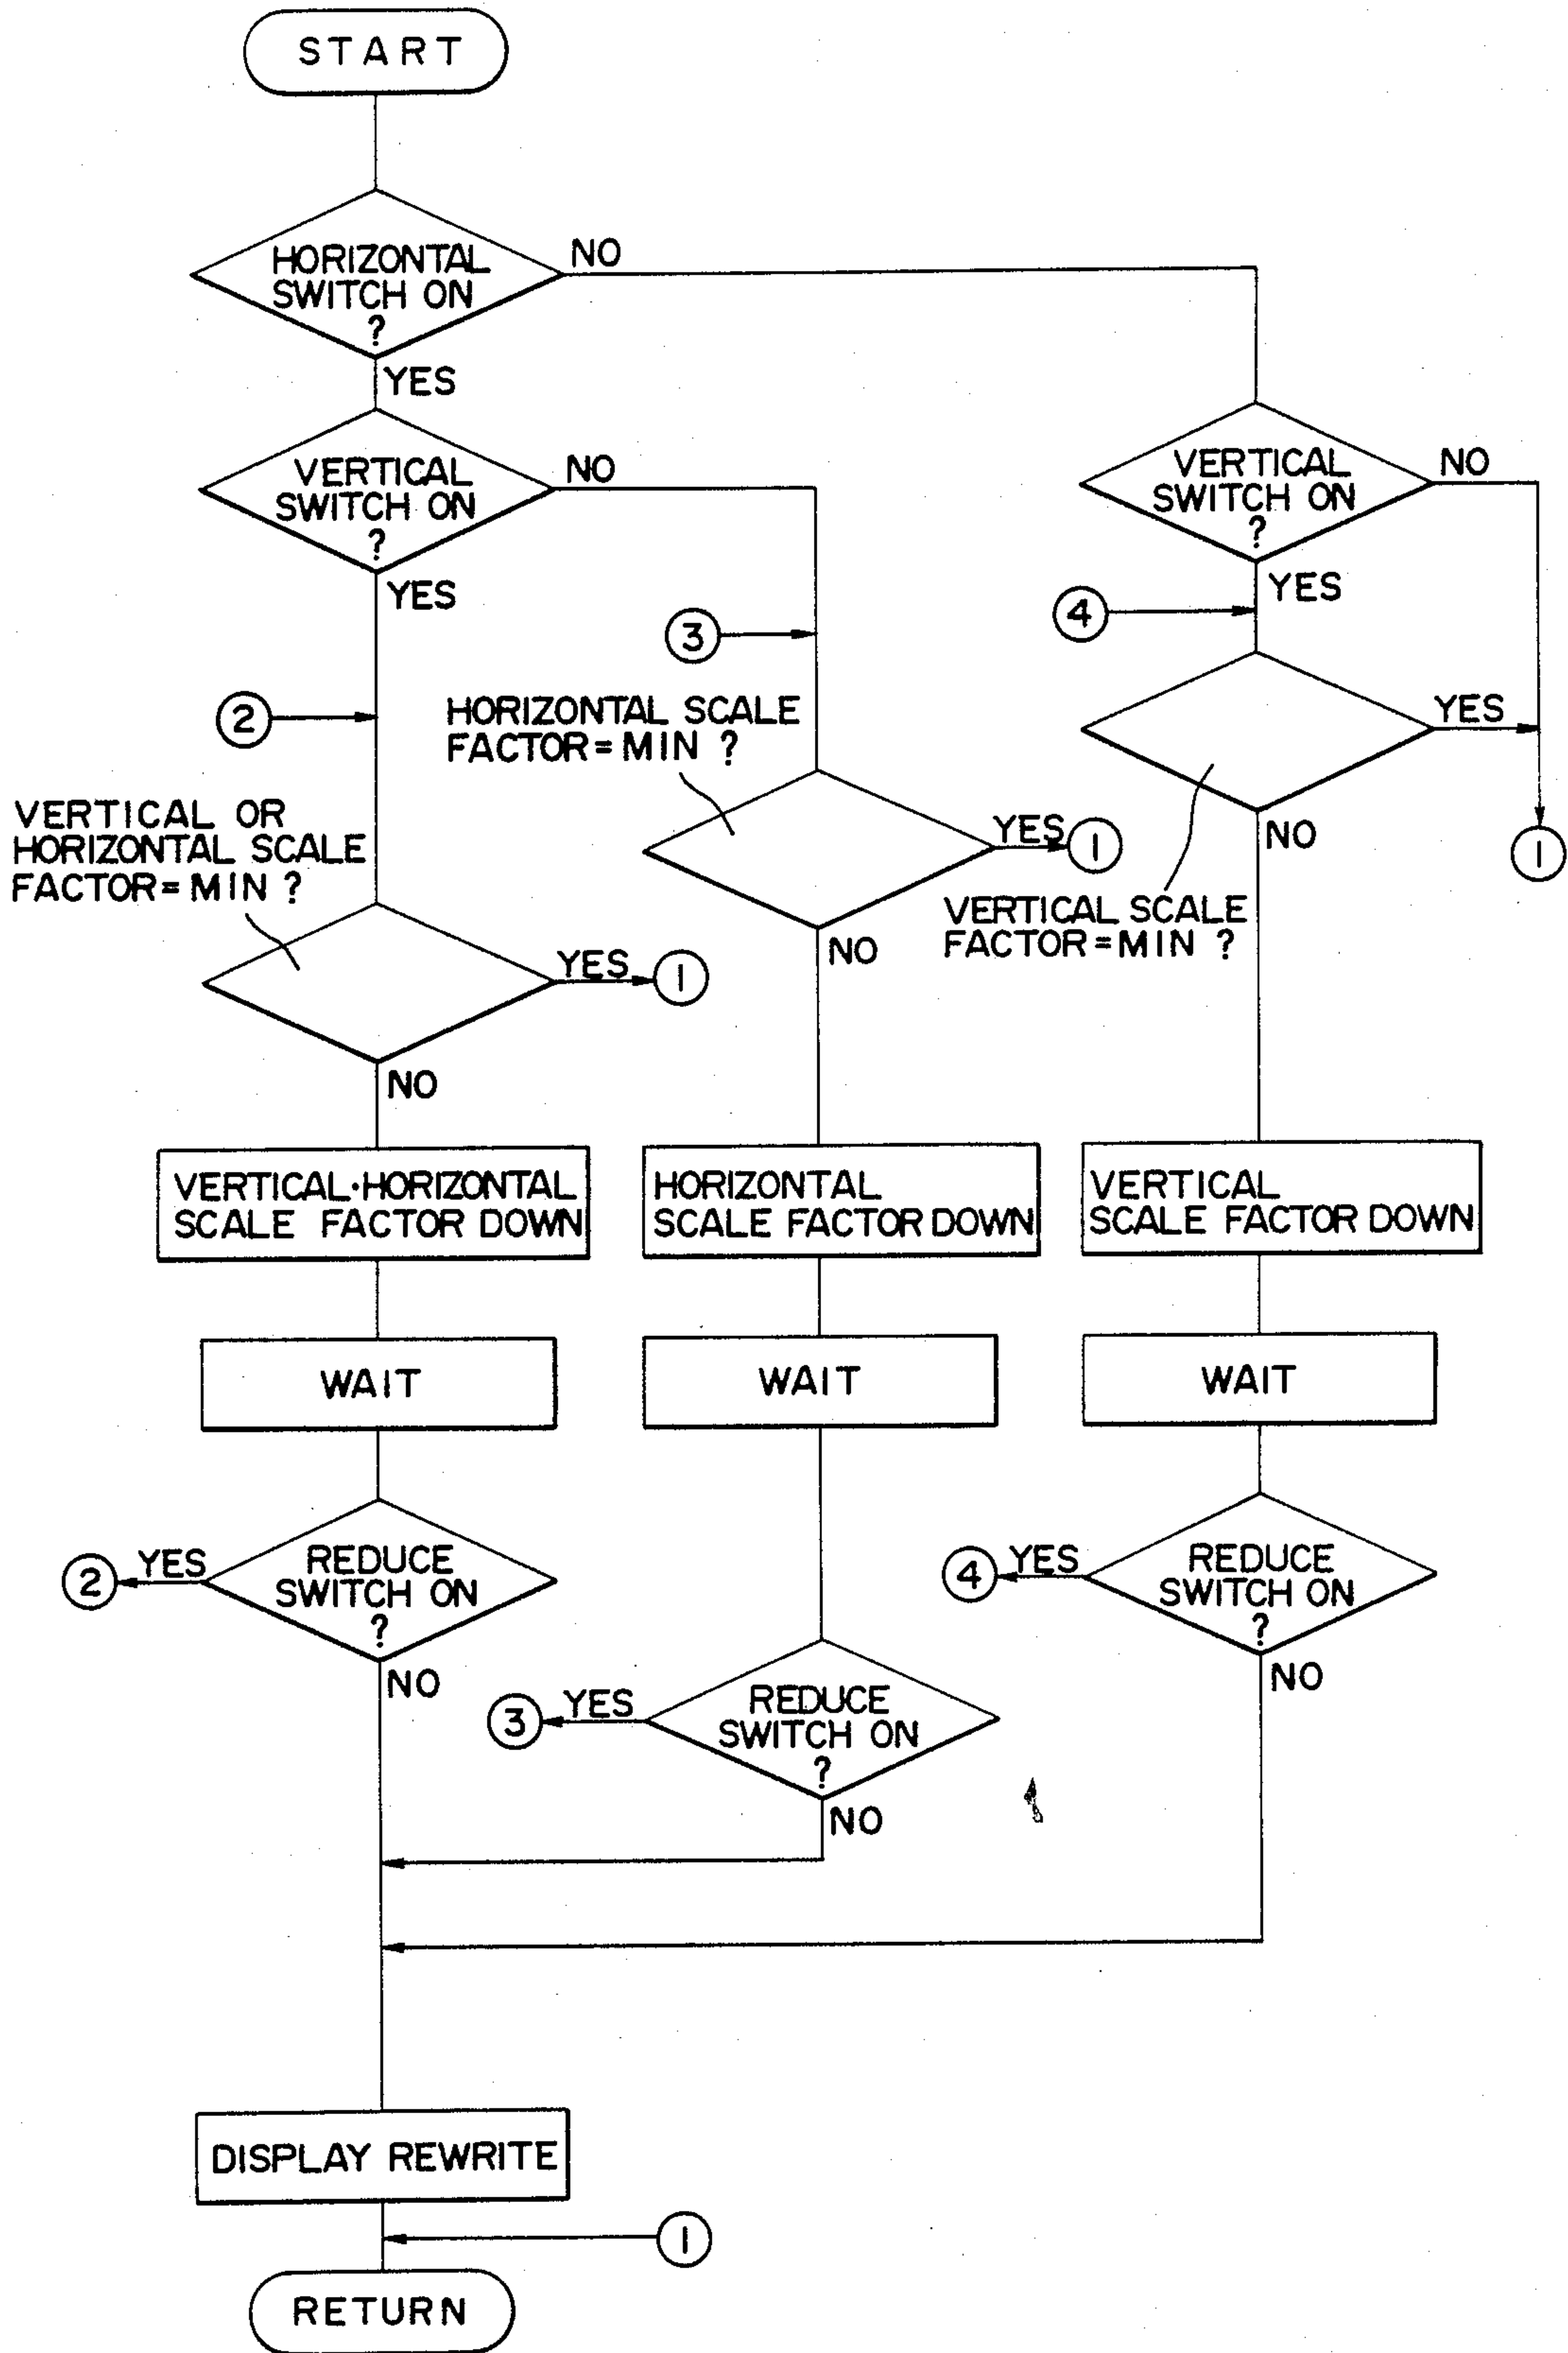 START
HORIZONTAL
SWITCH ON
?
NO
YES
VERTICAL
SWITCH ON
?
NO
YES
VERTICAL
SWITCH ON
?
NO
YES
4
3
2
HORIZONTAL SCALE
FACTOR=MIN ?
YES
NO
1
VERTICAL OR
HORIZONTAL SCALE
FACTOR=MIN ?
YES
1
NO
YES
1
NO
VERTICAL SCALE
FACTOR=MIN ?
VERTICAL·HORIZONTAL
SCALE FACTOR DOWN
HORIZONTAL
SCALE FACTOR DOWN
VERTICAL
SCALE FACTOR DOWN
WAIT
WAIT
WAIT
2
YES
REDUCE
SWITCH ON
?
NO
4
YES
REDUCE
SWITCH ON
?
NO
3
YES
REDUCE
SWITCH ON
?
NO
DISPLAY REWRITE
1
RETURN